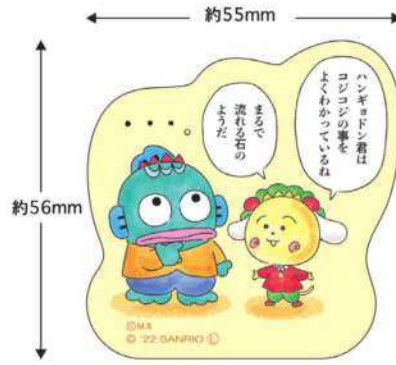 約55mm
約56mm
ハンギョドン君は
コジコジの事を
よくわかっているね
まるで
流れる石の
ようだ
・・・。
©M.S
© '22 SANRIO Ⓛ